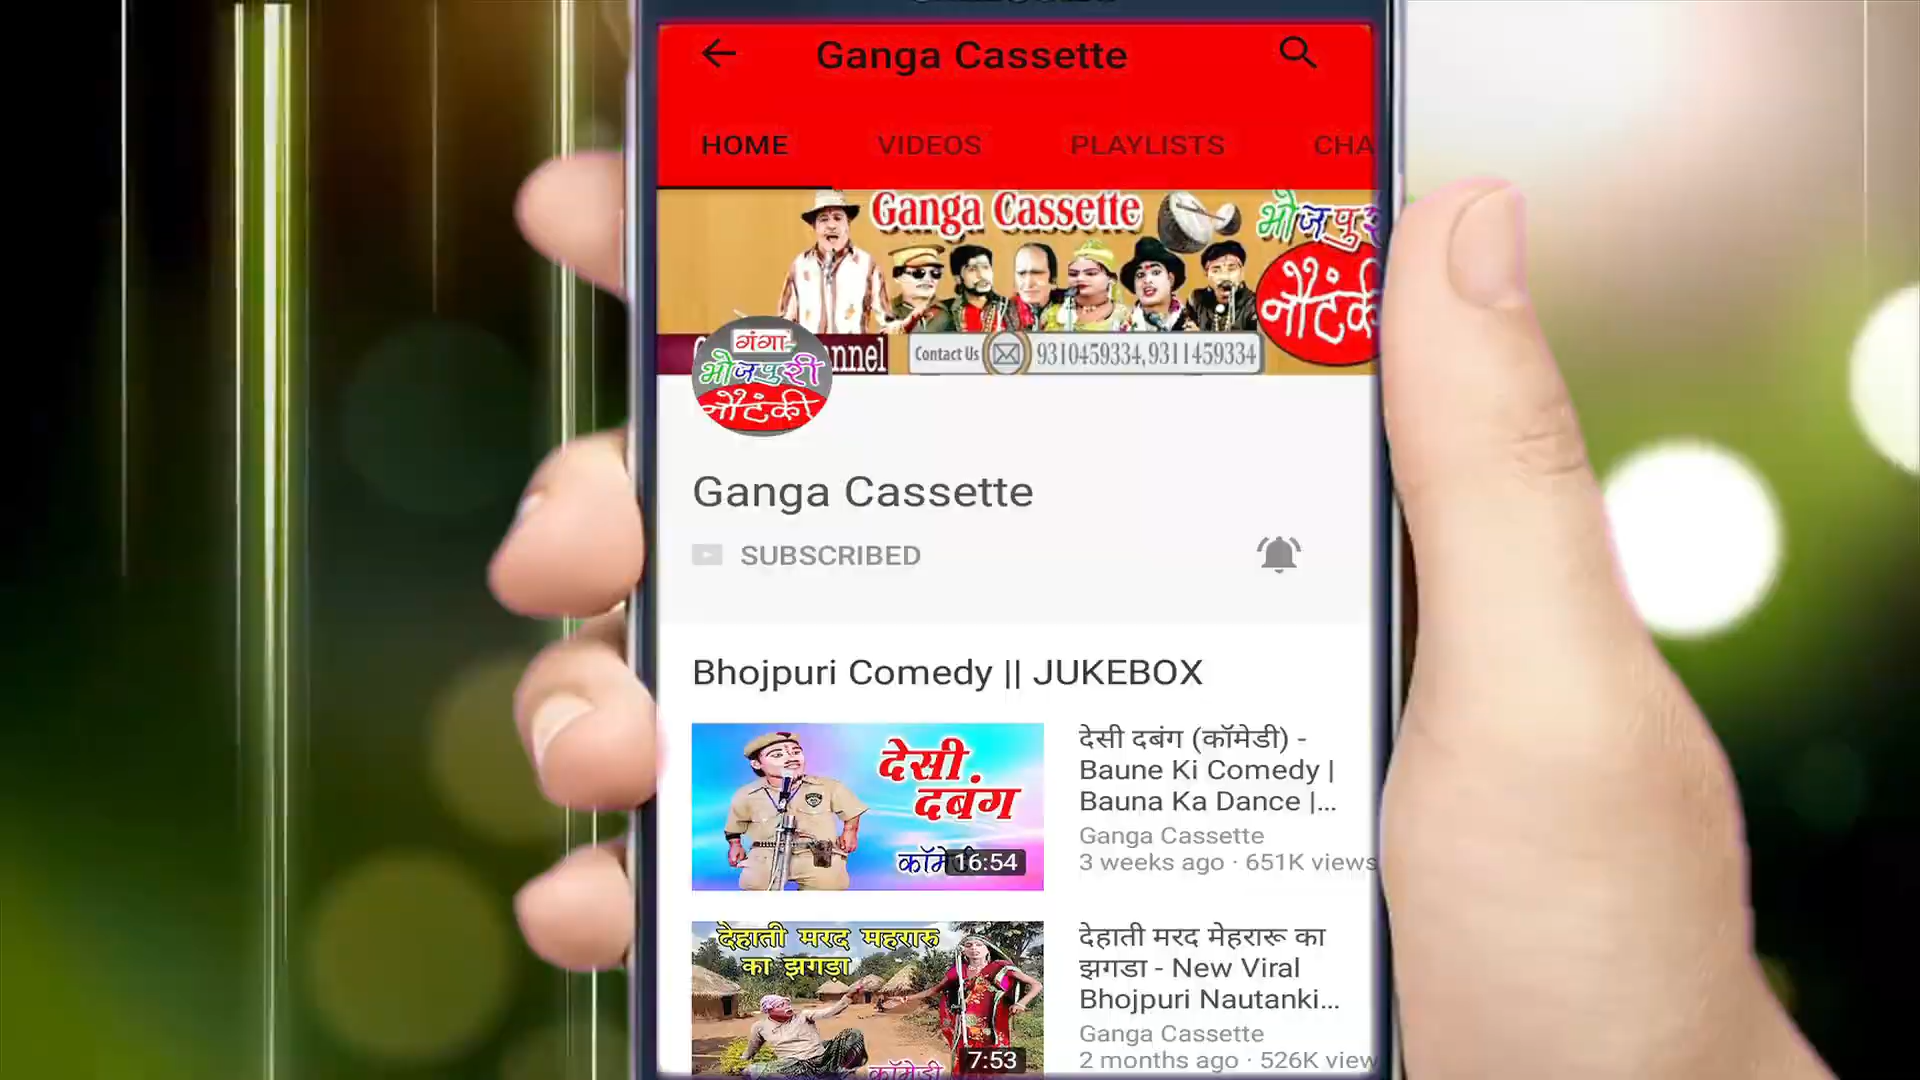 Ganga Cassette
HOME VIDEOS PLAYLISTS CHA
Ganga Cassette
भोजपुरी
नौटंकी
nnel
Contact Us 9310459334,9311459334
गंगा
भोजपुरी
नौटंकी
Ganga Cassette
SUBSCRIBED
Bhojpuri Comedy || JUKEBOX
देसी
दबंग
16:54
देसी दबंग (कॉमेडी) -
Baune Ki Comedy |
Bauna Ka Dance |...
Ganga Cassette
3 weeks ago · 651K views
देहाती मरद महरारु
का झगडा
कॉमेडी
7:53
देहाती मरद मेहरारू का
झगडा - New Viral
Bhojpuri Nautanki...
Ganga Cassette
2 months ago · 526K view